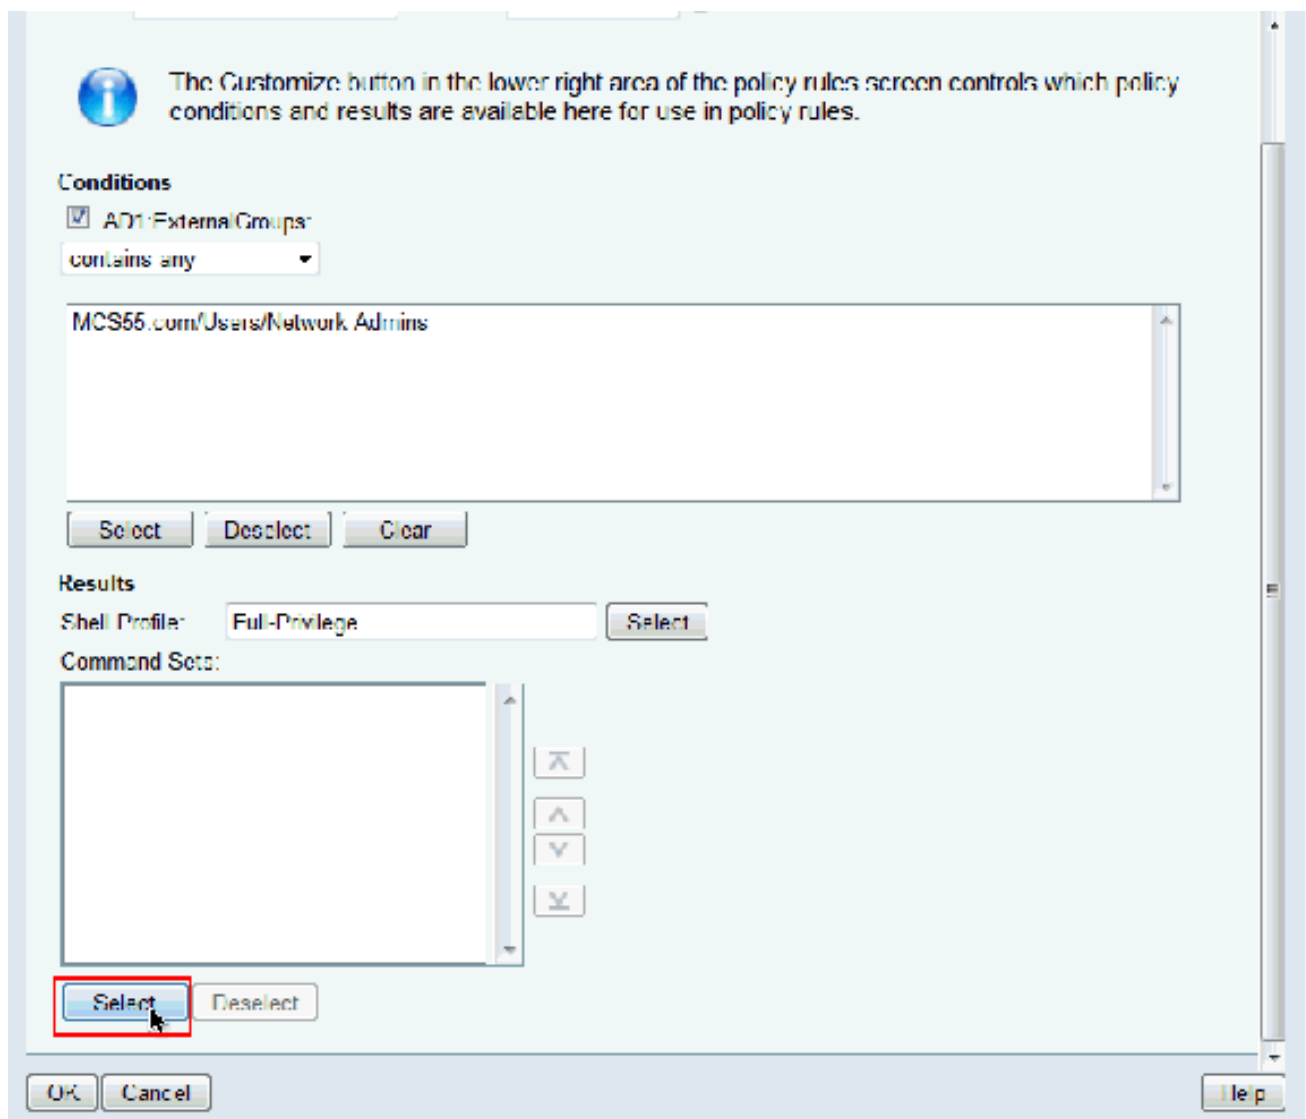 The Customize button in the lower right area of the policy rules screen controls which policy
conditions and results are available here for use in policy rules.
Conditions
AD1:ExternalGroups:
contains any
MCS55.com/Users/Network Admins
Select Deselect Clear
Results
Shell Profile: Full-Privilege Select
Command Sets:
Select Deselect
OK Cancel Help